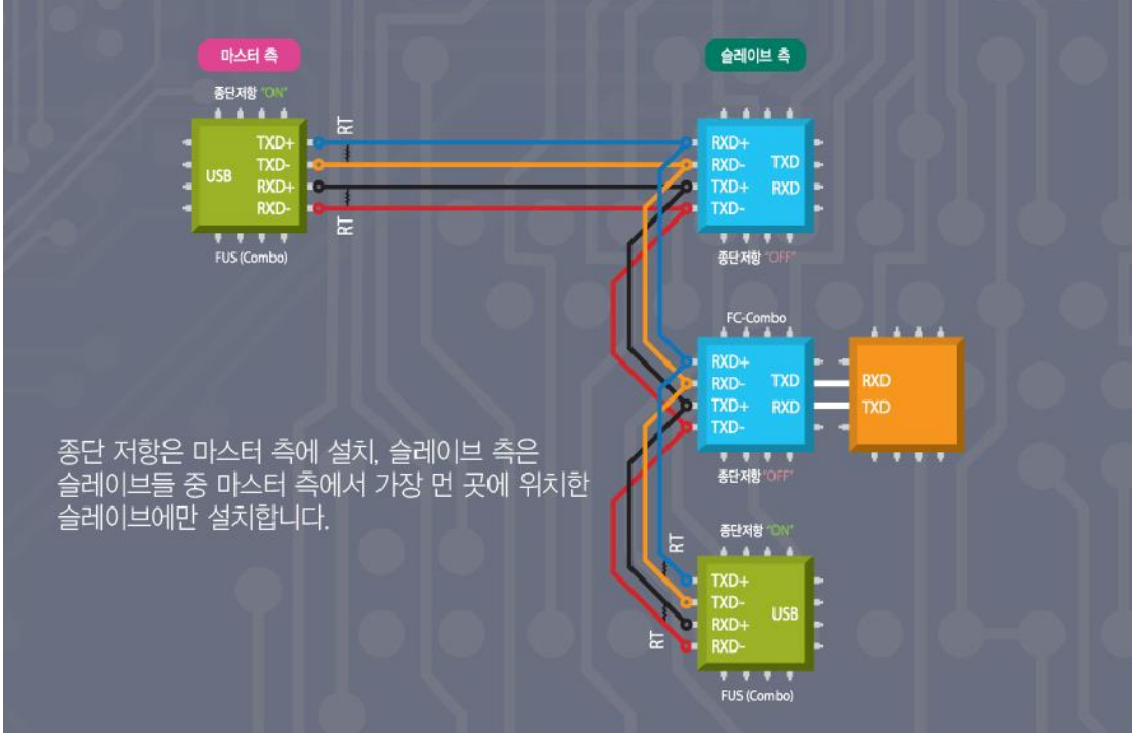 마스터 측
종단저항 "ON"
TXD+
TXD-
RXD+
RXD-
USB
FUS (Combo)
RT
RT
슬레이브 측
RXD+
RXD-
TXD+
TXD-
TXD
RXD
종단저항 "OFF"
FC-Combo
RXD+
RXD-
TXD+
TXD-
TXD
RXD
RXD
TXD
종단저항 "OFF"
종단 저항은 마스터 측에 설치, 슬레이브 측은
슬레이브들 중 마스터 측에서 가장 먼 곳에 위치한
슬레이브에만 설치합니다.
종단저항 "ON"
RT
RT
TXD+
TXD-
RXD+
RXD-
USB
FUS (Combo)